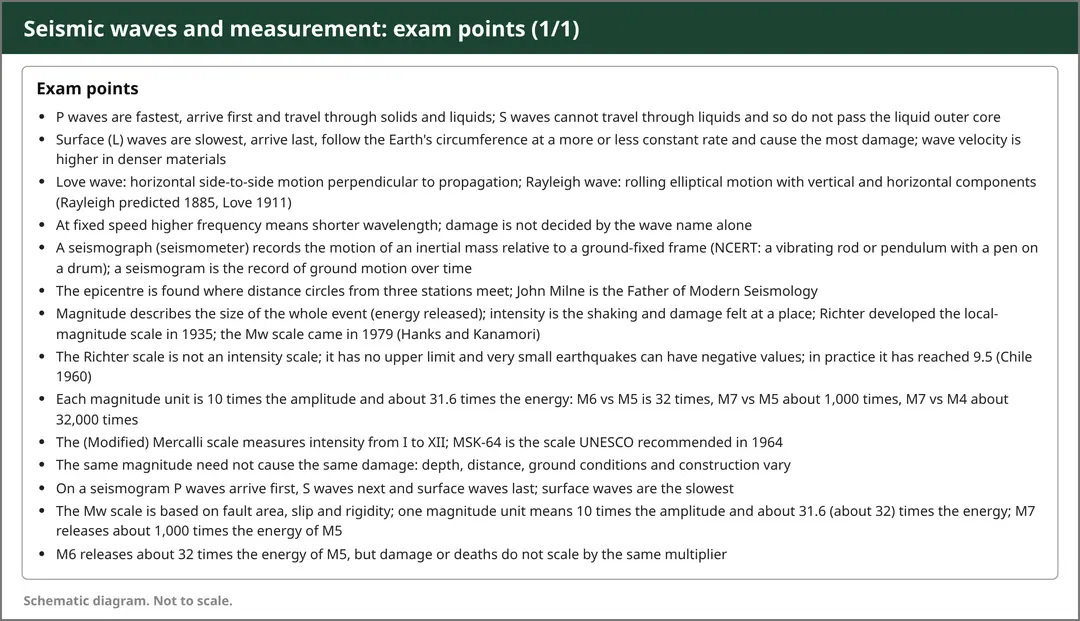 Seismic waves and measurement: exam points (1/1)
Exam points
• P waves are fastest, arrive first and travel through solids and liquids; S waves cannot travel through liquids and so do not pass the liquid outer core
• Surface (L) waves are slowest, arrive last, follow the Earth's circumference at a more or less constant rate and cause the most damage; wave velocity is
higher in denser materials
• Love wave: horizontal side-to-side motion perpendicular to propagation; Rayleigh wave: rolling elliptical motion with vertical and horizontal components
(Rayleigh predicted 1885, Love 1911)
• At fixed speed higher frequency means shorter wavelength; damage is not decided by the wave name alone
• A seismograph (seismometer) records the motion of an inertial mass relative to a ground-fixed frame (NCERT: a vibrating rod or pendulum with a pen on
a drum); a seismogram is the record of ground motion over time
• The epicentre is found where distance circles from three stations meet; John Milne is the Father of Modern Seismology
• Magnitude describes the size of the whole event (energy released); intensity is the shaking and damage felt at a place; Richter developed the local-
magnitude scale in 1935; the Mw scale came in 1979 (Hanks and Kanamori)
• The Richter scale is not an intensity scale; it has no upper limit and very small earthquakes can have negative values; in practice it has reached 9.5 (Chile
1960)
• Each magnitude unit is 10 times the amplitude and about 31.6 times the energy: M6 vs M5 is 32 times, M7 vs M5 about 1,000 times, M7 vs M4 about
32,000 times
• The (Modified) Mercalli scale measures intensity from I to XII; MSK-64 is the scale UNESCO recommended in 1964
• The same magnitude need not cause the same damage: depth, distance, ground conditions and construction vary
• On a seismogram P waves arrive first, S waves next and surface waves last; surface waves are the slowest
• The Mw scale is based on fault area, slip and rigidity; one magnitude unit means 10 times the amplitude and about 31.6 (about 32) times the energy; M7
releases about 1,000 times the energy of M5
• M6 releases about 32 times the energy of M5, but damage or deaths do not scale by the same multiplier
Schematic diagram. Not to scale.